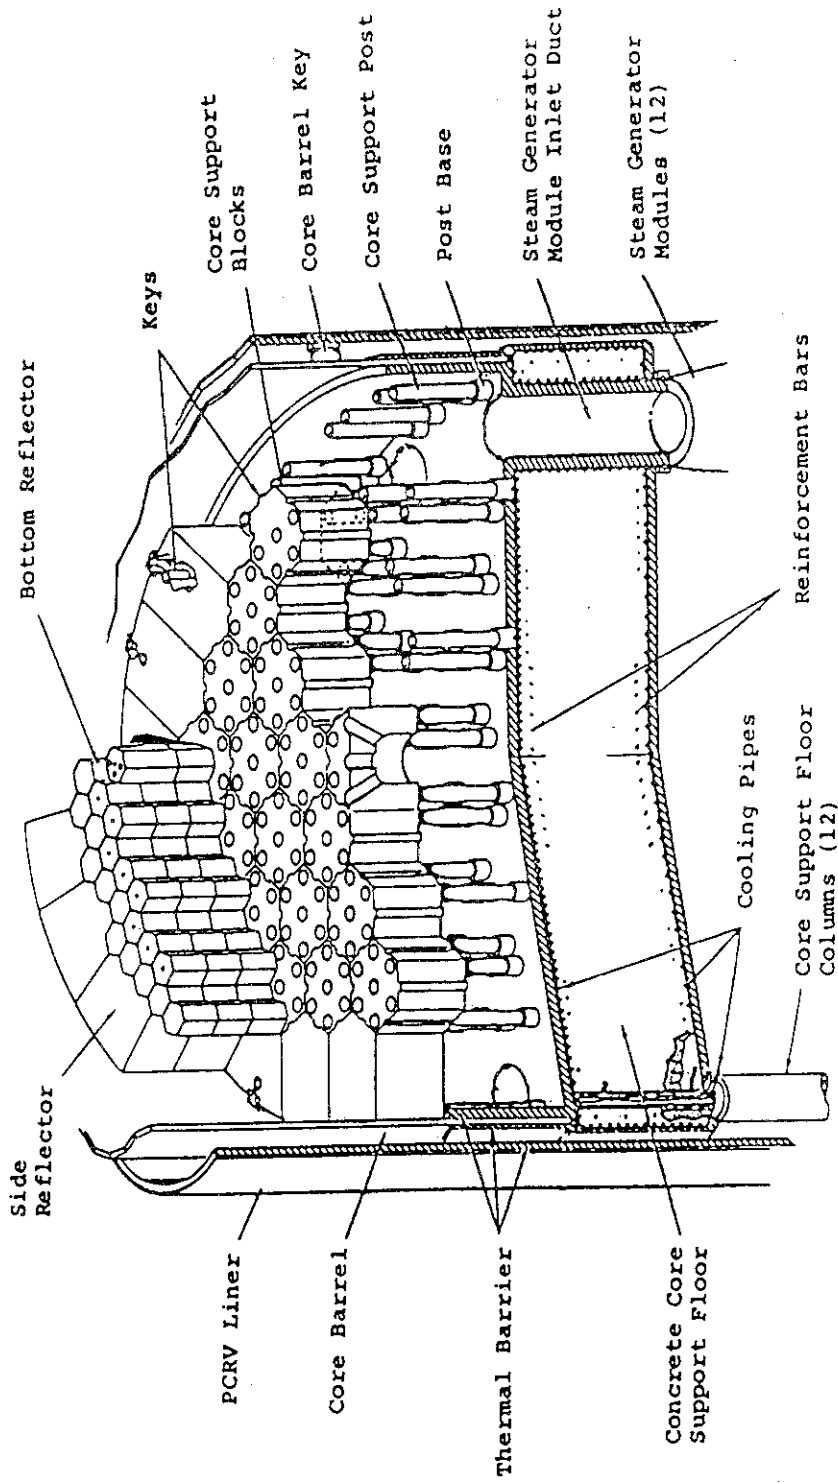 Side
Reflector
Bottom Reflector
Keys
Core Support
Blocks
Core Barrel Key
Core Support Post
Post Base
Steam Generator
Module Inlet Duct
Steam Generator
Modules (12)
PCRV Liner
Core Barrel
Thermal Barrier
Concrete Core
Support Floor
Core Support Floor
Columns (12)
Cooling Pipes
Reinforcement Bars